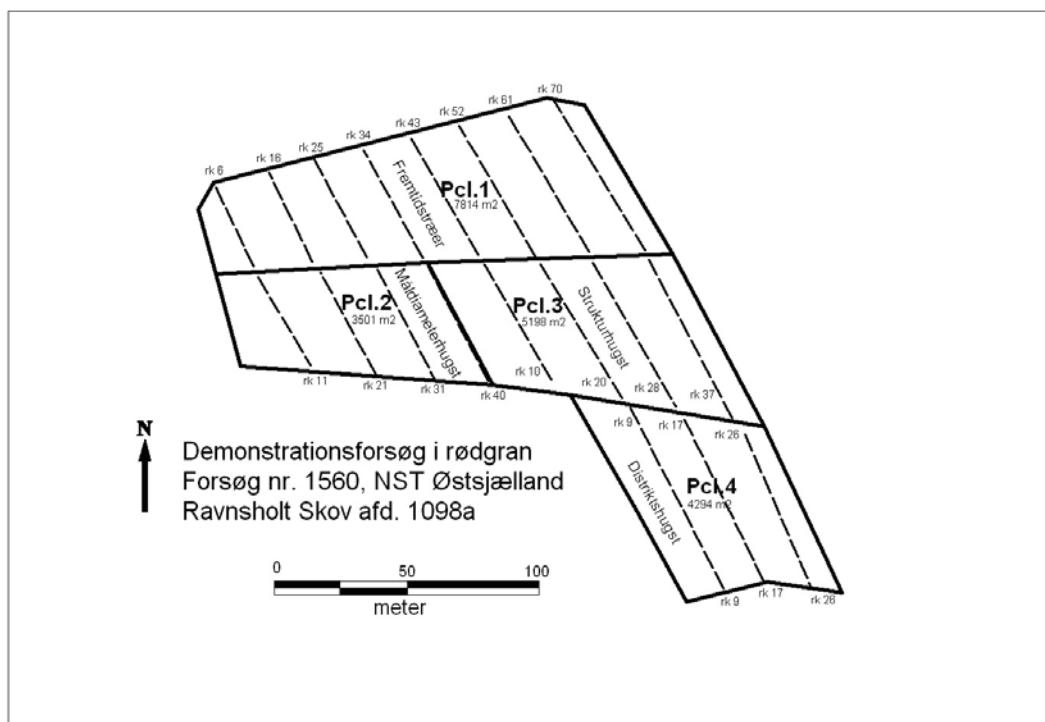 rk 6
rk 16
rk 25
rk 34
rk 43
rk 52
rk 61
rk 70
Fremtidstræer
Pcl.1
7814 m2
Pcl.2
3501 m2
Måldiameterhugst
Pcl.3
5198 m2
Strukturhugst
rk 11
rk 21
rk 31
rk 40
rk 10
rk 20
rk 28
rk 37
rk 9
rk 17
rk 26
Distriktshugst
Pcl.4
4294 m2
rk 9
rk 17
rk 26
N
Demonstrationsforsøg i rødgran
Forsøg nr. 1560, NST Østsjælland
Ravnsholt Skov afd. 1098a
0 50 100
meter